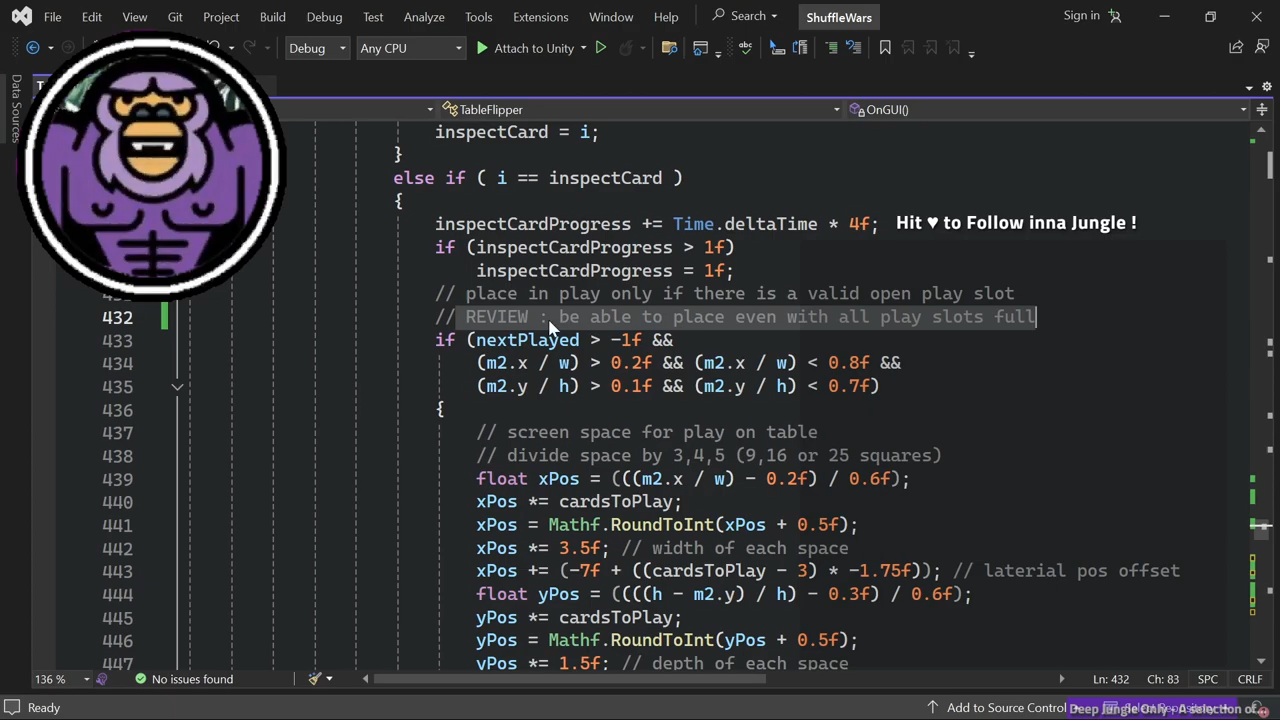 File Edit View Git Project Build Debug Test Analyze Tools Extensions Window Help Search ShuffleWars Sign in
Debug Any CPU Attach to Unity
Data Sources
TableFlipper OnGUI()
inspectCard = i;
}
else if ( i == inspectCard )
{
inspectCardProgress += Time.deltaTime * 4f; Hit ♥ to Follow inna Jungle !
if (inspectCardProgress > 1f)
inspectCardProgress = 1f;
// place in play only if there is a valid open play slot
432 // REVIEW : be able to place even with all play slots full
433 if (nextPlayed > -1f &&
434 (m2.x / w) > 0.2f && (m2.x / w) < 0.8f &&
435 (m2.y / h) > 0.1f && (m2.y / h) < 0.7f)
436 {
437 // screen space for play on table
438 // divide space by 3,4,5 (9,16 or 25 squares)
439 float xPos = (((m2.x / w) - 0.2f) / 0.6f);
440 xPos *= cardsToPlay;
441 xPos = Mathf.RoundToInt(xPos + 0.5f);
442 xPos *= 3.5f; // width of each space
443 xPos += (-7f + ((cardsToPlay - 3) * -1.75f)); // laterial pos offset
444 float yPos = ((((h - m2.y) / h) - 0.3f) / 0.6f);
445 yPos *= cardsToPlay;
446 yPos = Mathf.RoundToInt(yPos + 0.5f);
447 yPos *= 1.5f; // depth of each space
136 % No issues found Ln: 432 Ch: 83 SPC CRLF
Ready Add to Source Control
Deep Jungle Only - A selection of